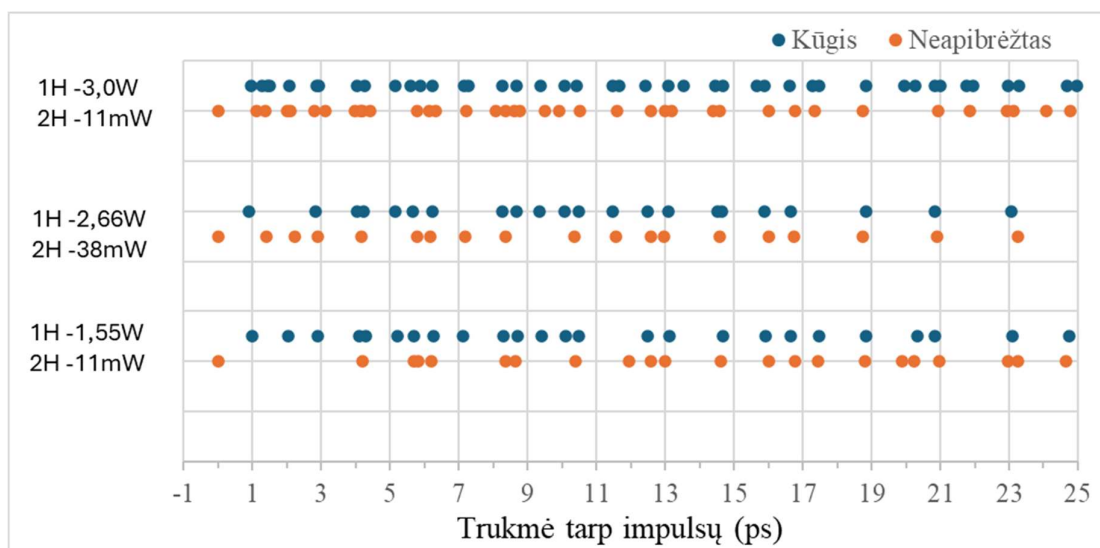 Kūgis Neapibrėžtas
1H -3,0W
2H -11mW
1H -2,66W
2H -38mW
1H -1,55W
2H -11mW
-1 1 3 5 7 9 11 13 15 17 19 21 23 25
Trukmė tarp impulsų (ps)